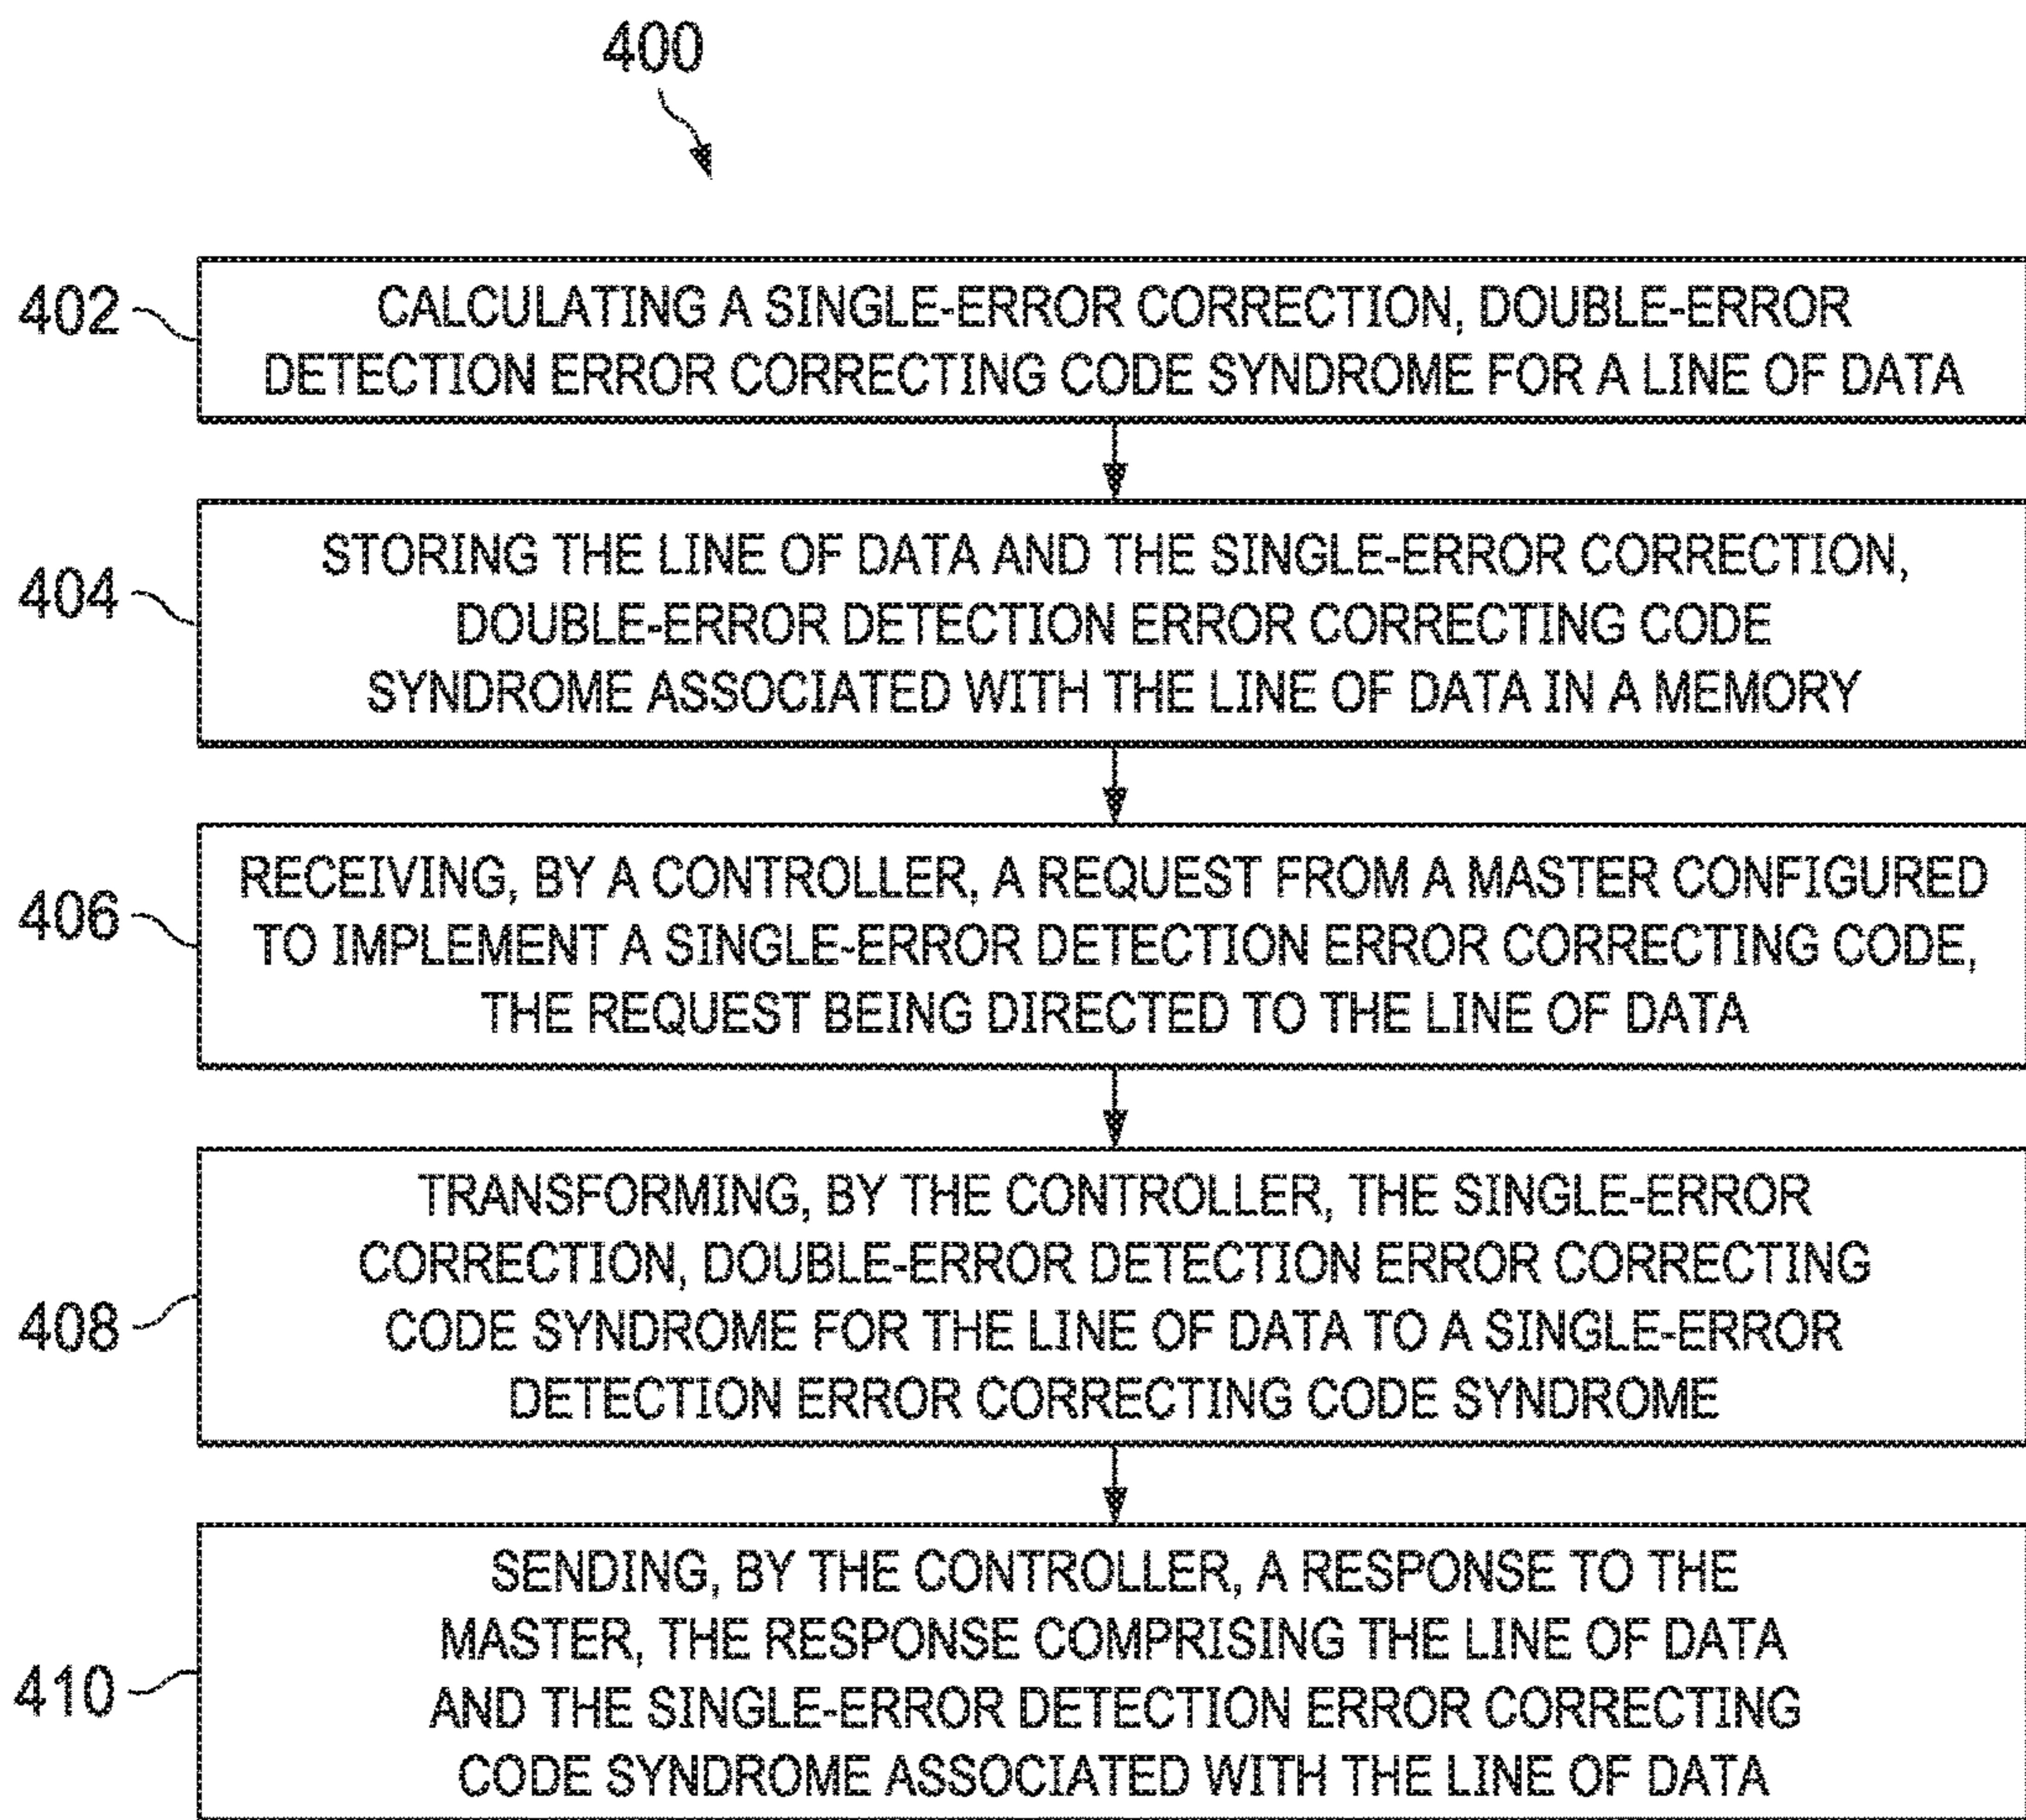 400
402
CALCULATING A SINGLE-ERROR CORRECTION, DOUBLE-ERROR
DETECTION ERROR CORRECTING CODE SYNDROME FOR A LINE OF DATA
404
STORING THE LINE OF DATA AND THE SINGLE-ERROR CORRECTION,
DOUBLE-ERROR DETECTION ERROR CORRECTING CODE
SYNDROME ASSOCIATED WITH THE LINE OF DATA IN A MEMORY
406
RECEIVING, BY A CONTROLLER, A REQUEST FROM A MASTER CONFIGURED
TO IMPLEMENT A SINGLE-ERROR DETECTION ERROR CORRECTING CODE,
THE REQUEST BEING DIRECTED TO THE LINE OF DATA
408
TRANSFORMING, BY THE CONTROLLER, THE SINGLE-ERROR
CORRECTION, DOUBLE-ERROR DETECTION ERROR CORRECTING
CODE SYNDROME FOR THE LINE OF DATA TO A SINGLE-ERROR
DETECTION ERROR CORRECTING CODE SYNDROME
410
SENDING, BY THE CONTROLLER, A RESPONSE TO THE
MASTER, THE RESPONSE COMPRISING THE LINE OF DATA
AND THE SINGLE-ERROR DETECTION ERROR CORRECTING
CODE SYNDROME ASSOCIATED WITH THE LINE OF DATA